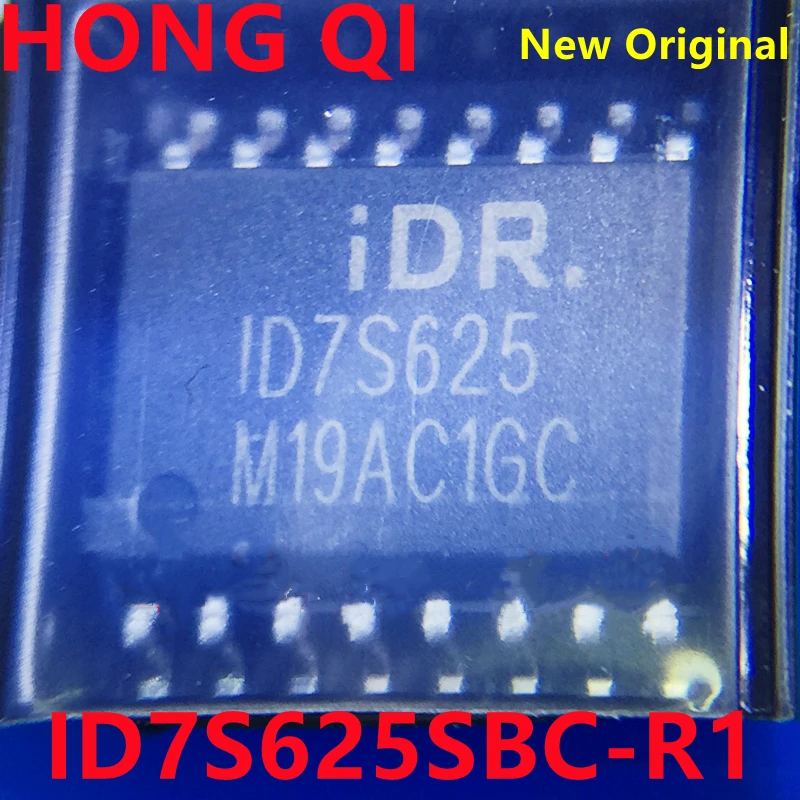 HONG QI
New Original
iDR.
ID7S625
M19AC1GC
ID7S625SBC-R1